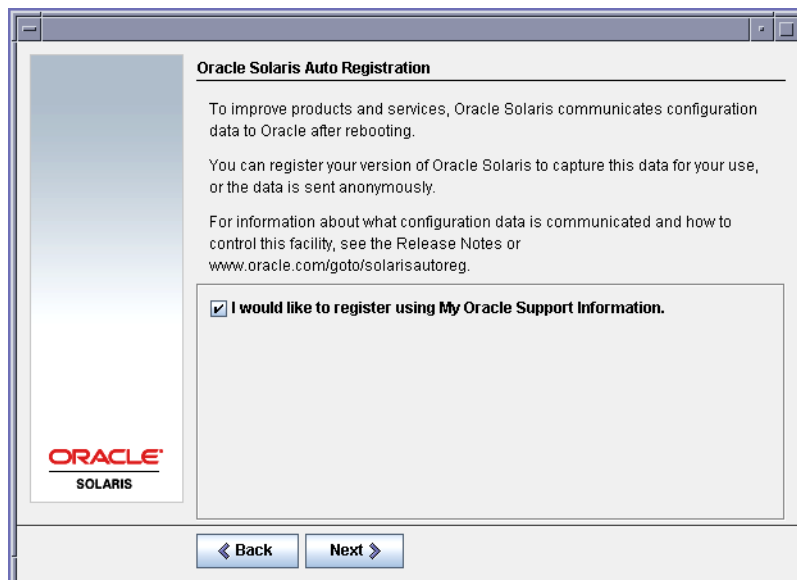 Oracle Solaris Auto Registration
To improve products and services, Oracle Solaris communicates configuration
data to Oracle after rebooting.
You can register your version of Oracle Solaris to capture this data for your use,
or the data is sent anonymously.
For information about what configuration data is communicated and how to
control this facility, see the Release Notes or
www.oracle.com/goto/solarisautoreg.
I would like to register using My Oracle Support Information.
ORACLE
SOLARIS
Back
Next